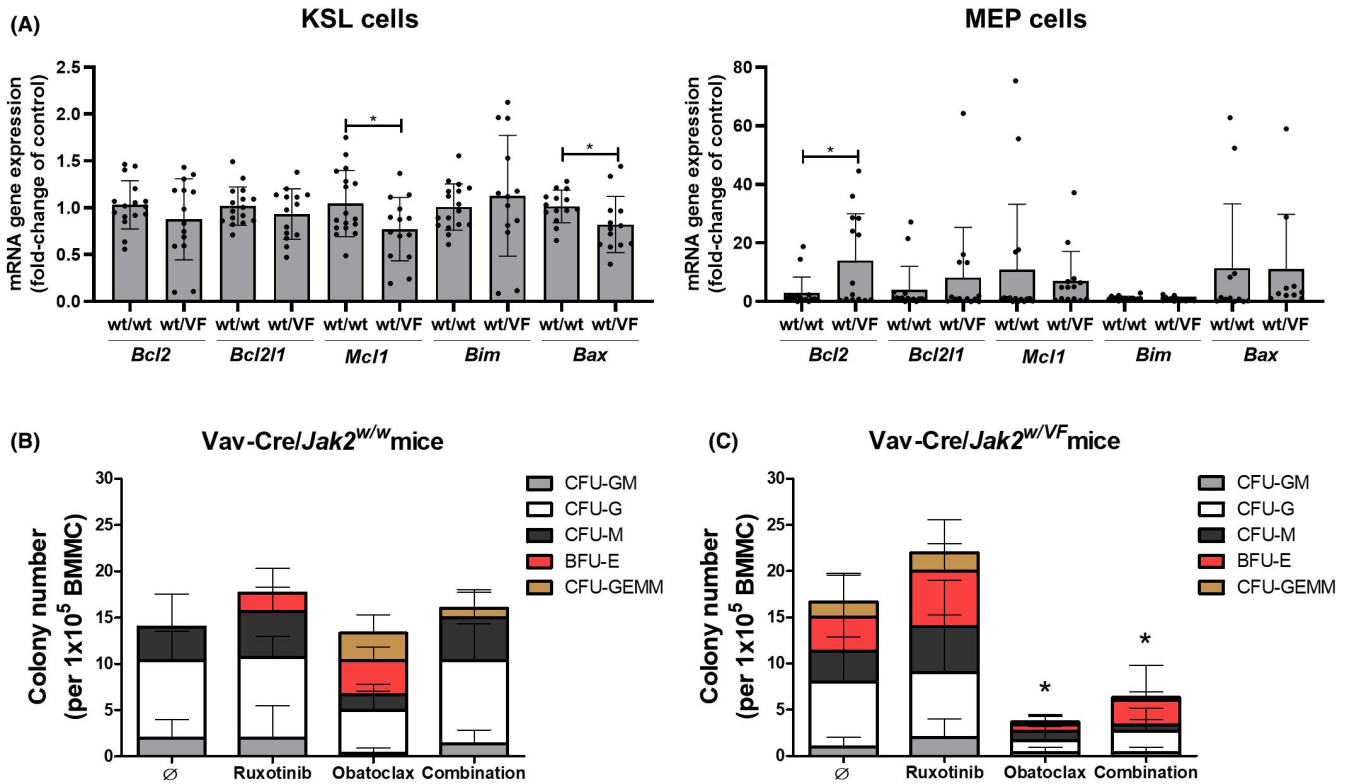 (A)
KSL cells
MEP cells
mRNA gene expression
(fold-change of control)
2.5
2.0
1.5
1.0
0.5
0.0
* *
wt/wt wt/VF wt/wt wt/VF wt/wt wt/VF wt/wt wt/VF wt/wt wt/VF
Bcl2 Bcl2l1 Mcl1 Bim Bax
mRNA gene expression
(fold-change of control)
80
60
40
20
0
*
wt/wt wt/VF wt/wt wt/VF wt/wt wt/VF wt/wt wt/VF wt/wt wt/VF
Bcl2 Bcl2l1 Mcl1 Bim Bax
(B)
Vav-Cre/Jak2w/w mice
Colony number
(per 1x10⁵ BMMC)
30
25
20
15
10
5
0
∅ Ruxotinib Obatoclax Combination
CFU-GM
CFU-G
CFU-M
BFU-E
CFU-GEMM
(C)
Vav-Cre/Jak2w/VF mice
Colony number
(per 1x10⁵ BMMC)
30
25
20
15
10
5
0
* *
∅ Ruxotinib Obatoclax Combination
CFU-GM
CFU-G
CFU-M
BFU-E
CFU-GEMM